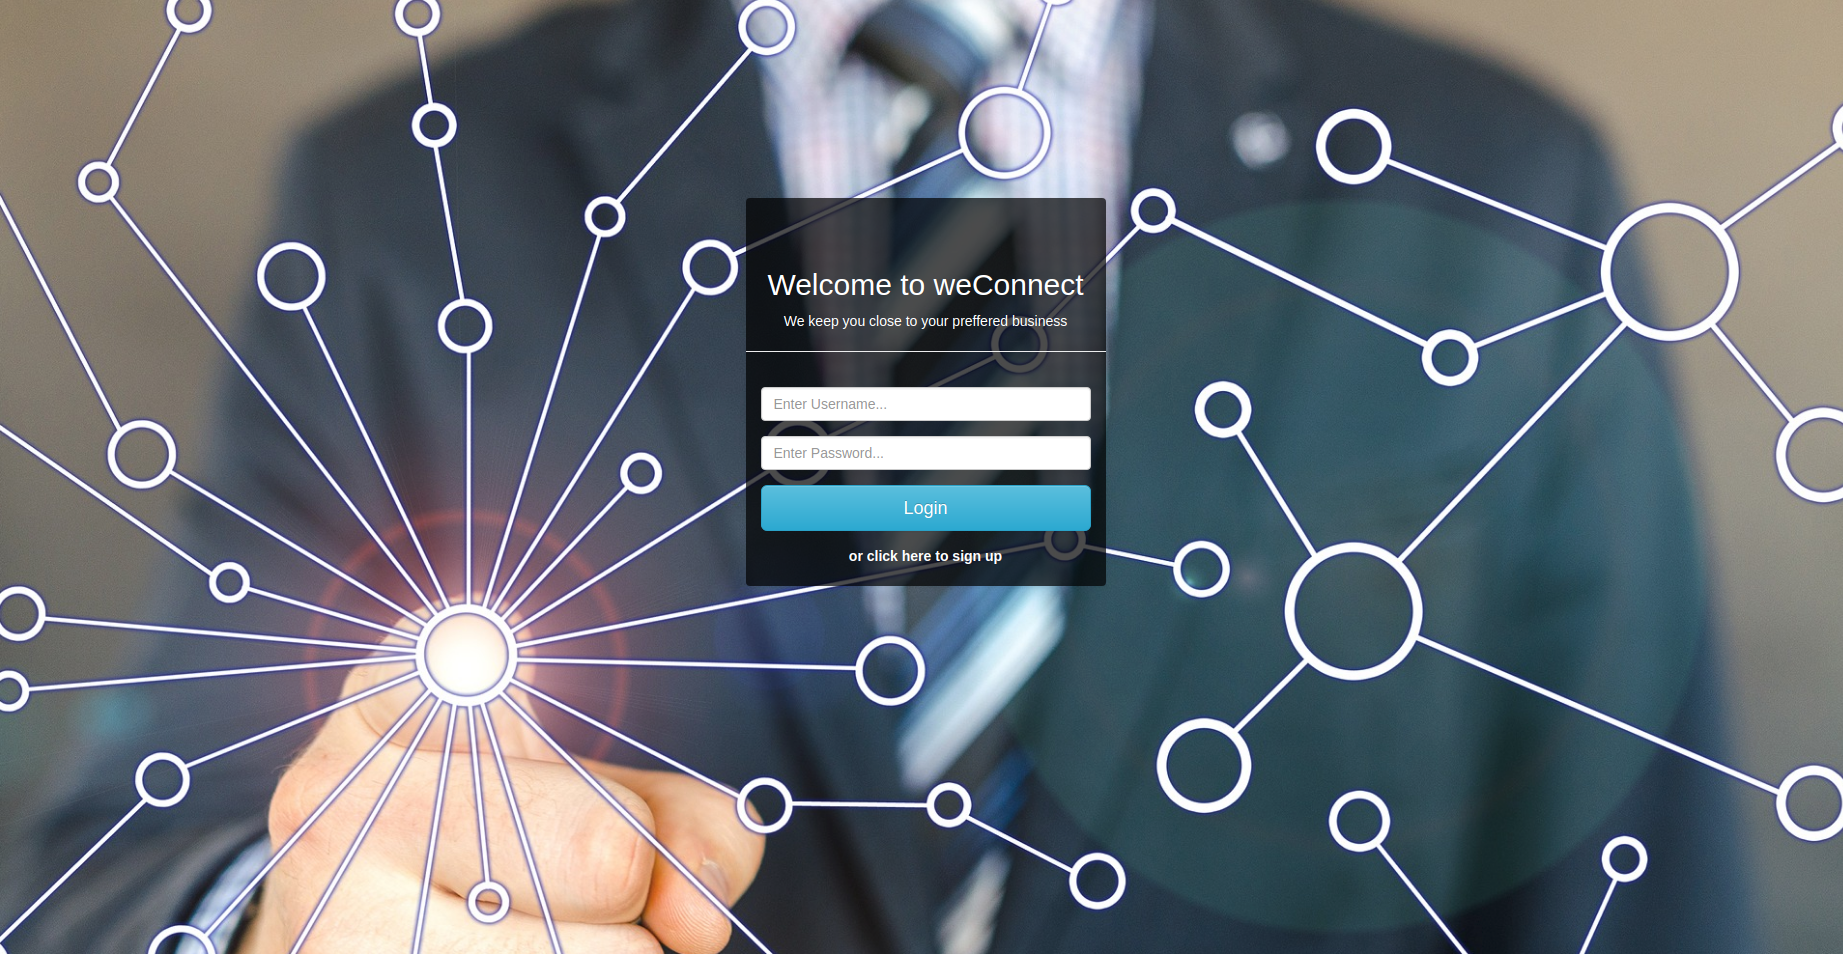 Welcome to weConnect
We keep you close to your preffered business
Enter Username...
Enter Password...
Login
or click here to sign up